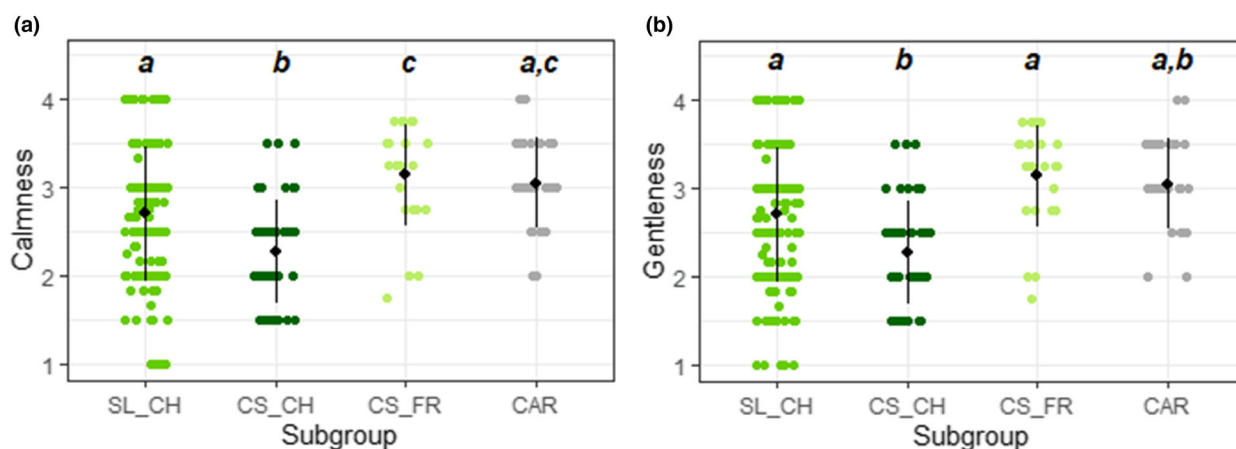 (a)
a b c a,c
4
3
2
1
Calmness
SL_CH CS_CH CS_FR CAR
Subgroup
(b)
a b a a,b
4
3
2
1
Gentleness
SL_CH CS_CH CS_FR CAR
Subgroup